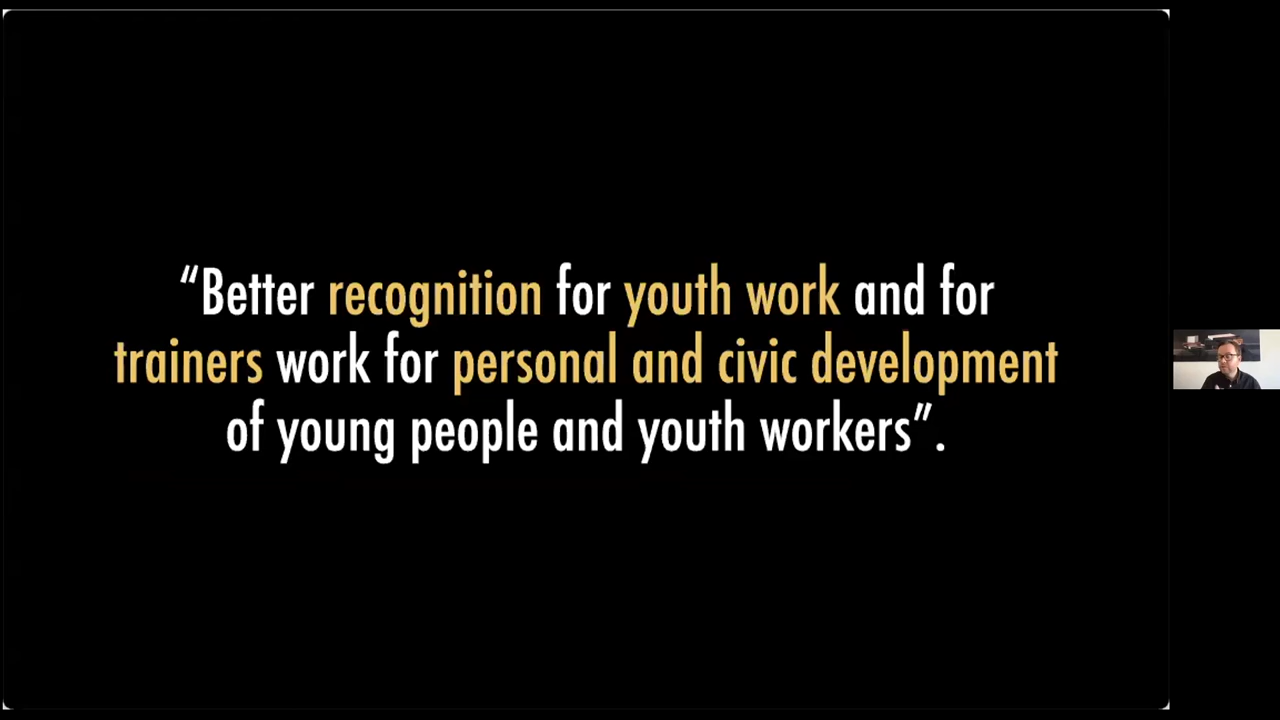 “Better recognition for youth work and for
trainers work for personal and civic development
of young people and youth workers”.